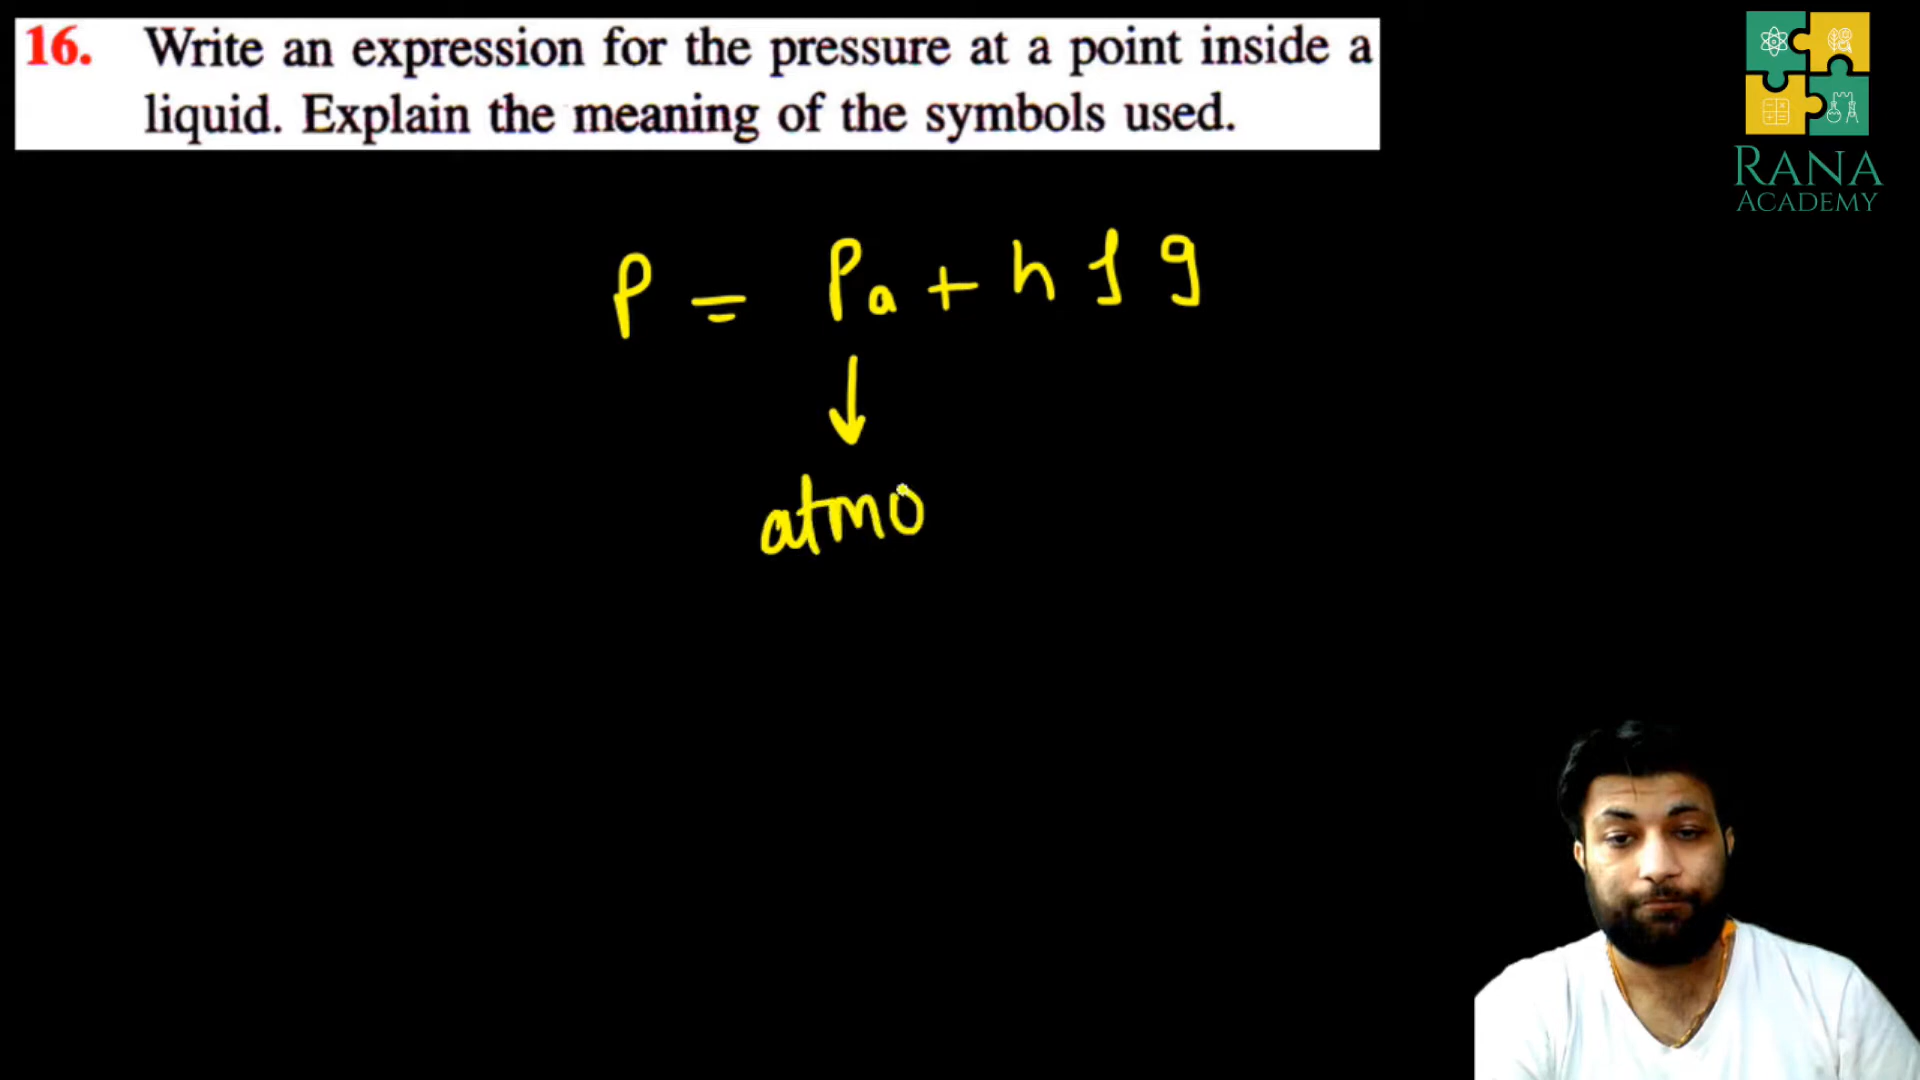 16. Write an expression for the pressure at a point inside a
liquid. Explain the meaning of the symbols used.
RANA
ACADEMY
P = Pa + h ρ g
atmo